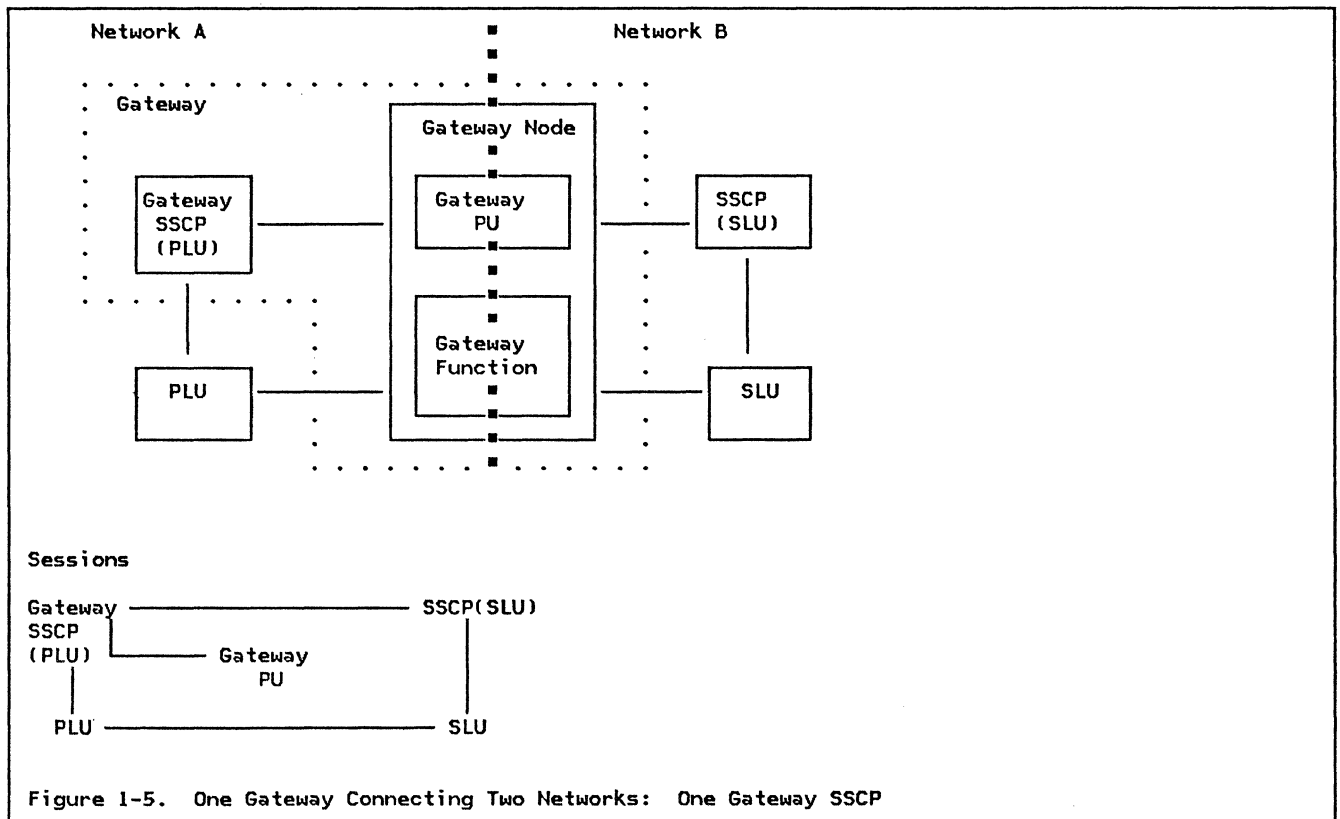 Network A
Network B
Gateway
Gateway Node
Gateway
SSCP
(PLU)
Gateway
PU
SSCP
(SLU)
Gateway
Function
PLU
SLU
Sessions
Gateway
SSCP
(PLU)
SSCP(SLU)
Gateway
PU
PLU
SLU
Figure 1-5. One Gateway Connecting Two Networks: One Gateway SSCP